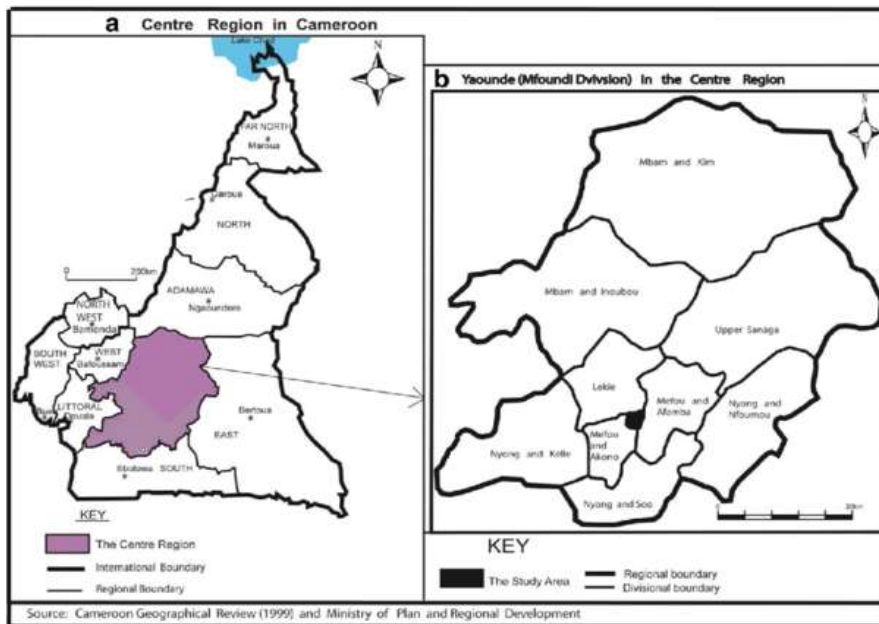 a Centre Region in Cameroon
Lake
N
FAR NORTH
Maroua
Garoua
NORTH
0 200km
ADAMAWA
Ngaoundere
NORTH
WEST
Bamenda
SOUTH
WEST
WEST
Bafoussam
LITTORAL
Douala
Bertoua
EAST
Ebolowa SOUTH
KEY
The Centre Region
International Boundary
Regional Boundary
b Yaounde (Mfoundi Dvivsion) In the Centre Region
N
Mbam and Kim
Mbam and Inoubou
Upper Sanaga
Lekie
Mefou and
Afamba
Nyong and
Nfoumou
Mefou
and
Akono
Nyong and Kelle
Nyong and Soo
0 30km
KEY
The Study Area
Regional boundary
Divisional boundary
Source: Cameroon Geographical Review (1999) and Ministry of Plan and Regional Development